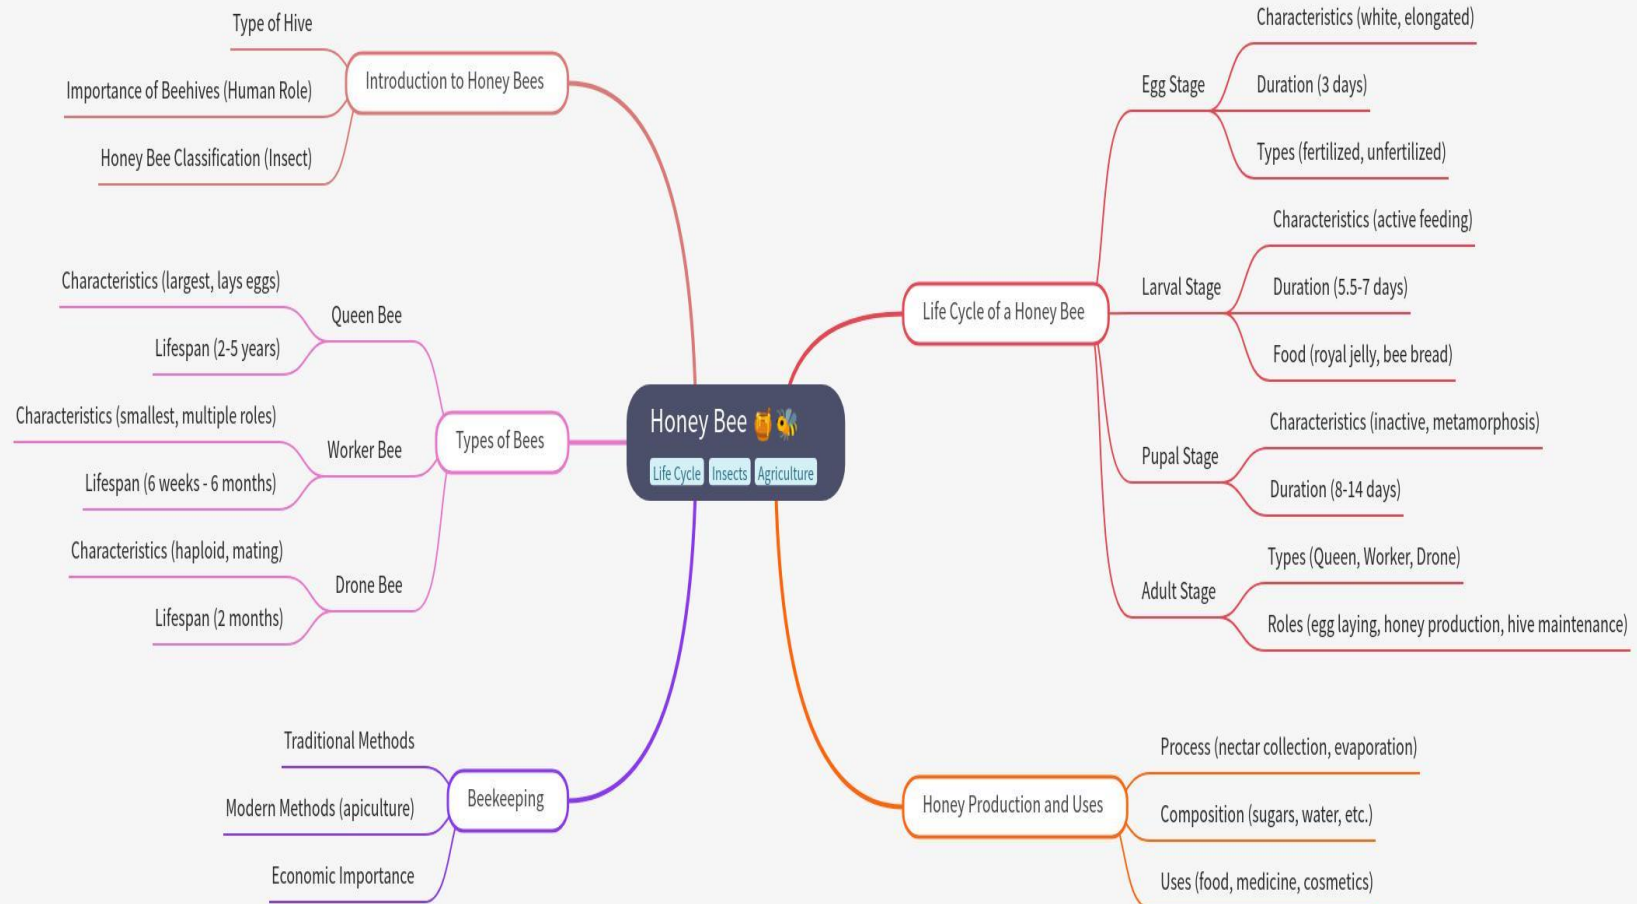 Honey Bee 🍯🐝
Life Cycle Insects Agriculture
Introduction to Honey Bees
Type of Hive
Importance of Beehives (Human Role)
Honey Bee Classification (Insect)
Types of Bees
Queen Bee
Characteristics (largest, lays eggs)
Lifespan (2-5 years)
Worker Bee
Characteristics (smallest, multiple roles)
Lifespan (6 weeks - 6 months)
Drone Bee
Characteristics (haploid, mating)
Lifespan (2 months)
Beekeeping
Traditional Methods
Modern Methods (apiculture)
Economic Importance
Life Cycle of a Honey Bee
Egg Stage
Characteristics (white, elongated)
Duration (3 days)
Types (fertilized, unfertilized)
Larval Stage
Characteristics (active feeding)
Duration (5.5-7 days)
Food (royal jelly, bee bread)
Pupal Stage
Characteristics (inactive, metamorphosis)
Duration (8-14 days)
Adult Stage
Types (Queen, Worker, Drone)
Roles (egg laying, honey production, hive maintenance)
Honey Production and Uses
Process (nectar collection, evaporation)
Composition (sugars, water, etc.)
Uses (food, medicine, cosmetics)